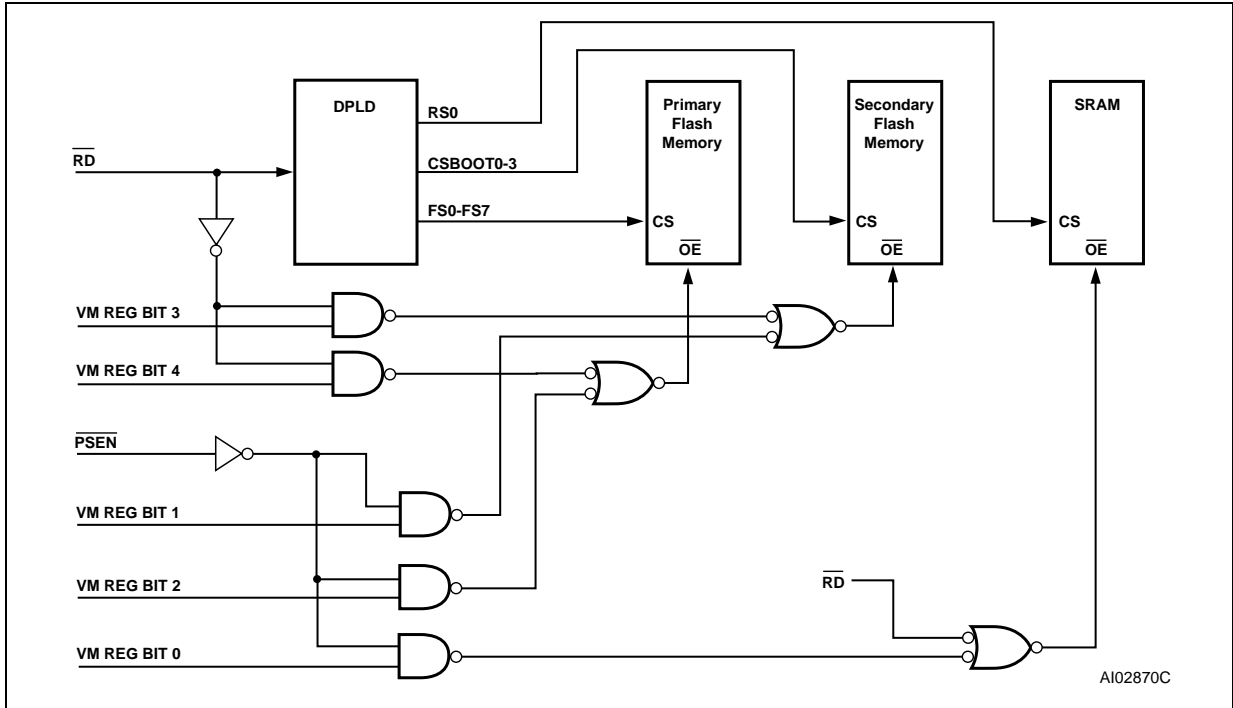 DPLD
RS0
CSBOOT0-3
FS0-FS7
Primary
Flash
Memory
CS
OE
Secondary
Flash
Memory
CS
OE
SRAM
CS
OE
RD
VM REG BIT 3
VM REG BIT 4
PSEN
VM REG BIT 1
VM REG BIT 2
VM REG BIT 0
RD
AI02870C